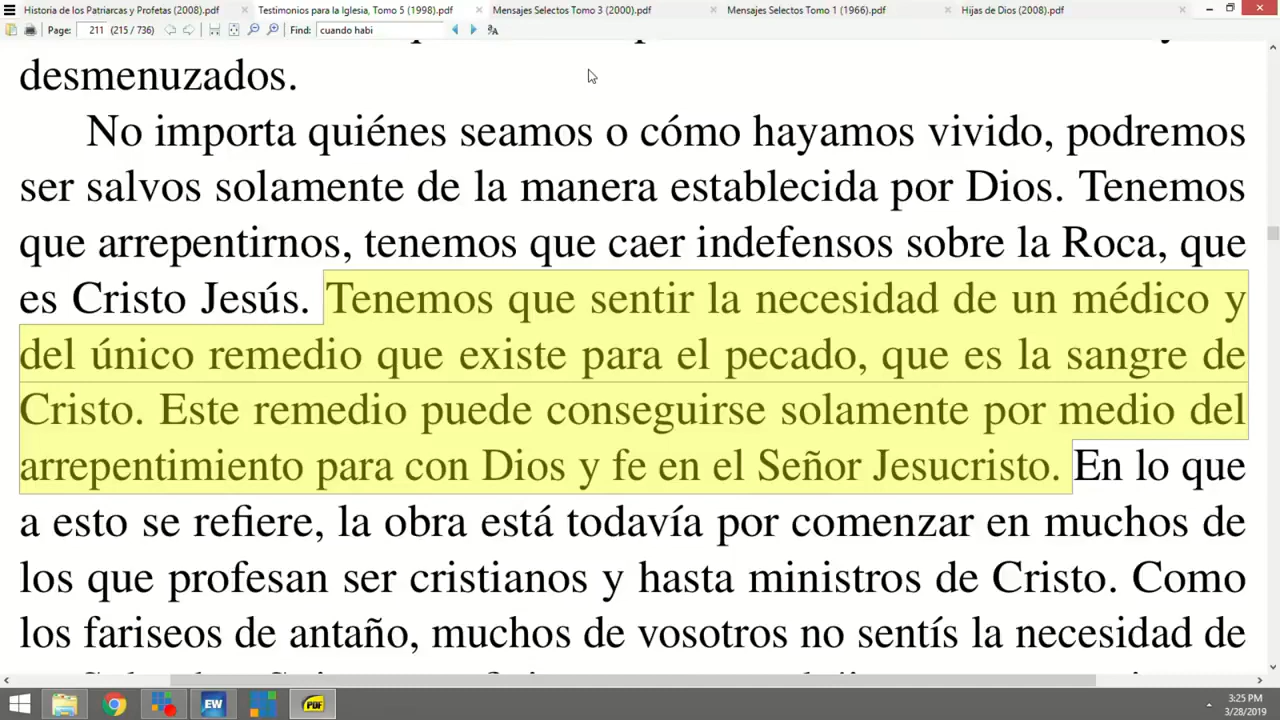 Historia de los Patriarcas y Profetas (2008).pdf
Testimonios para la Iglesia, Tomo 5 (1998).pdf
Mensajes Selectos Tomo 3 (2000).pdf
Mensajes Selectos Tomo 1 (1966).pdf
Hijas de Dios (2008).pdf
Page: 211 (215 / 736) Find: cuando habi
desmenuzados.
No importa quiénes seamos o cómo hayamos vivido, podremos
ser salvos solamente de la manera establecida por Dios. Tenemos
que arrepentirnos, tenemos que caer indefensos sobre la Roca, que
es Cristo Jesús. Tenemos que sentir la necesidad de un médico y
del único remedio que existe para el pecado, que es la sangre de
Cristo. Este remedio puede conseguirse solamente por medio del
arrepentimiento para con Dios y fe en el Señor Jesucristo. En lo que
a esto se refiere, la obra está todavía por comenzar en muchos de
los que profesan ser cristianos y hasta ministros de Cristo. Como
los fariseos de antaño, muchos de vosotros no sentís la necesidad de
EW
PDF
3:25 PM
3/28/2019